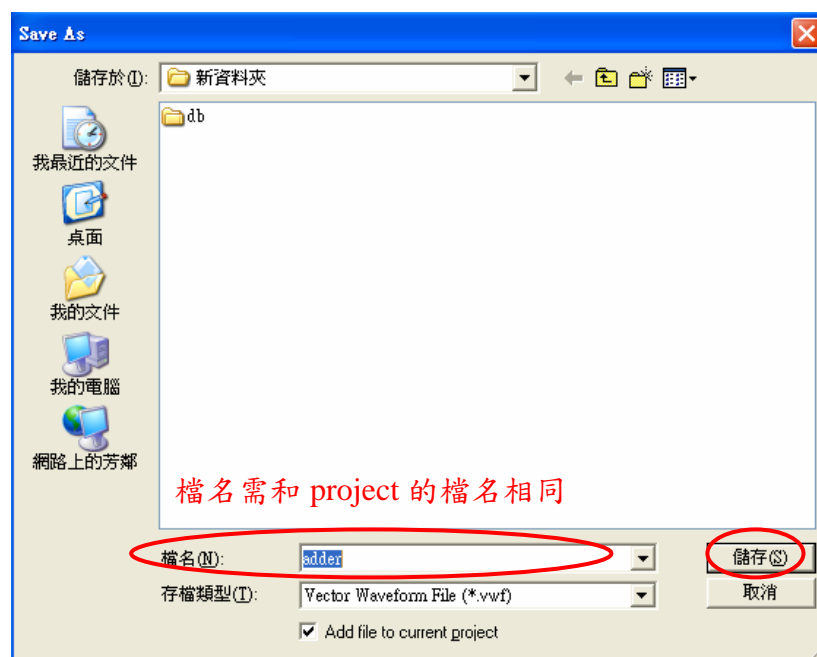 Save As
儲存於(I): 新資料夾
db
我最近的文件
桌面
我的文件
我的電腦
網路上的芳鄰
檔名需和 project 的檔名相同
檔名(N): adder 儲存(S)
存檔類型(T): Vector Waveform File (*.vwf) 取消
Add file to current project